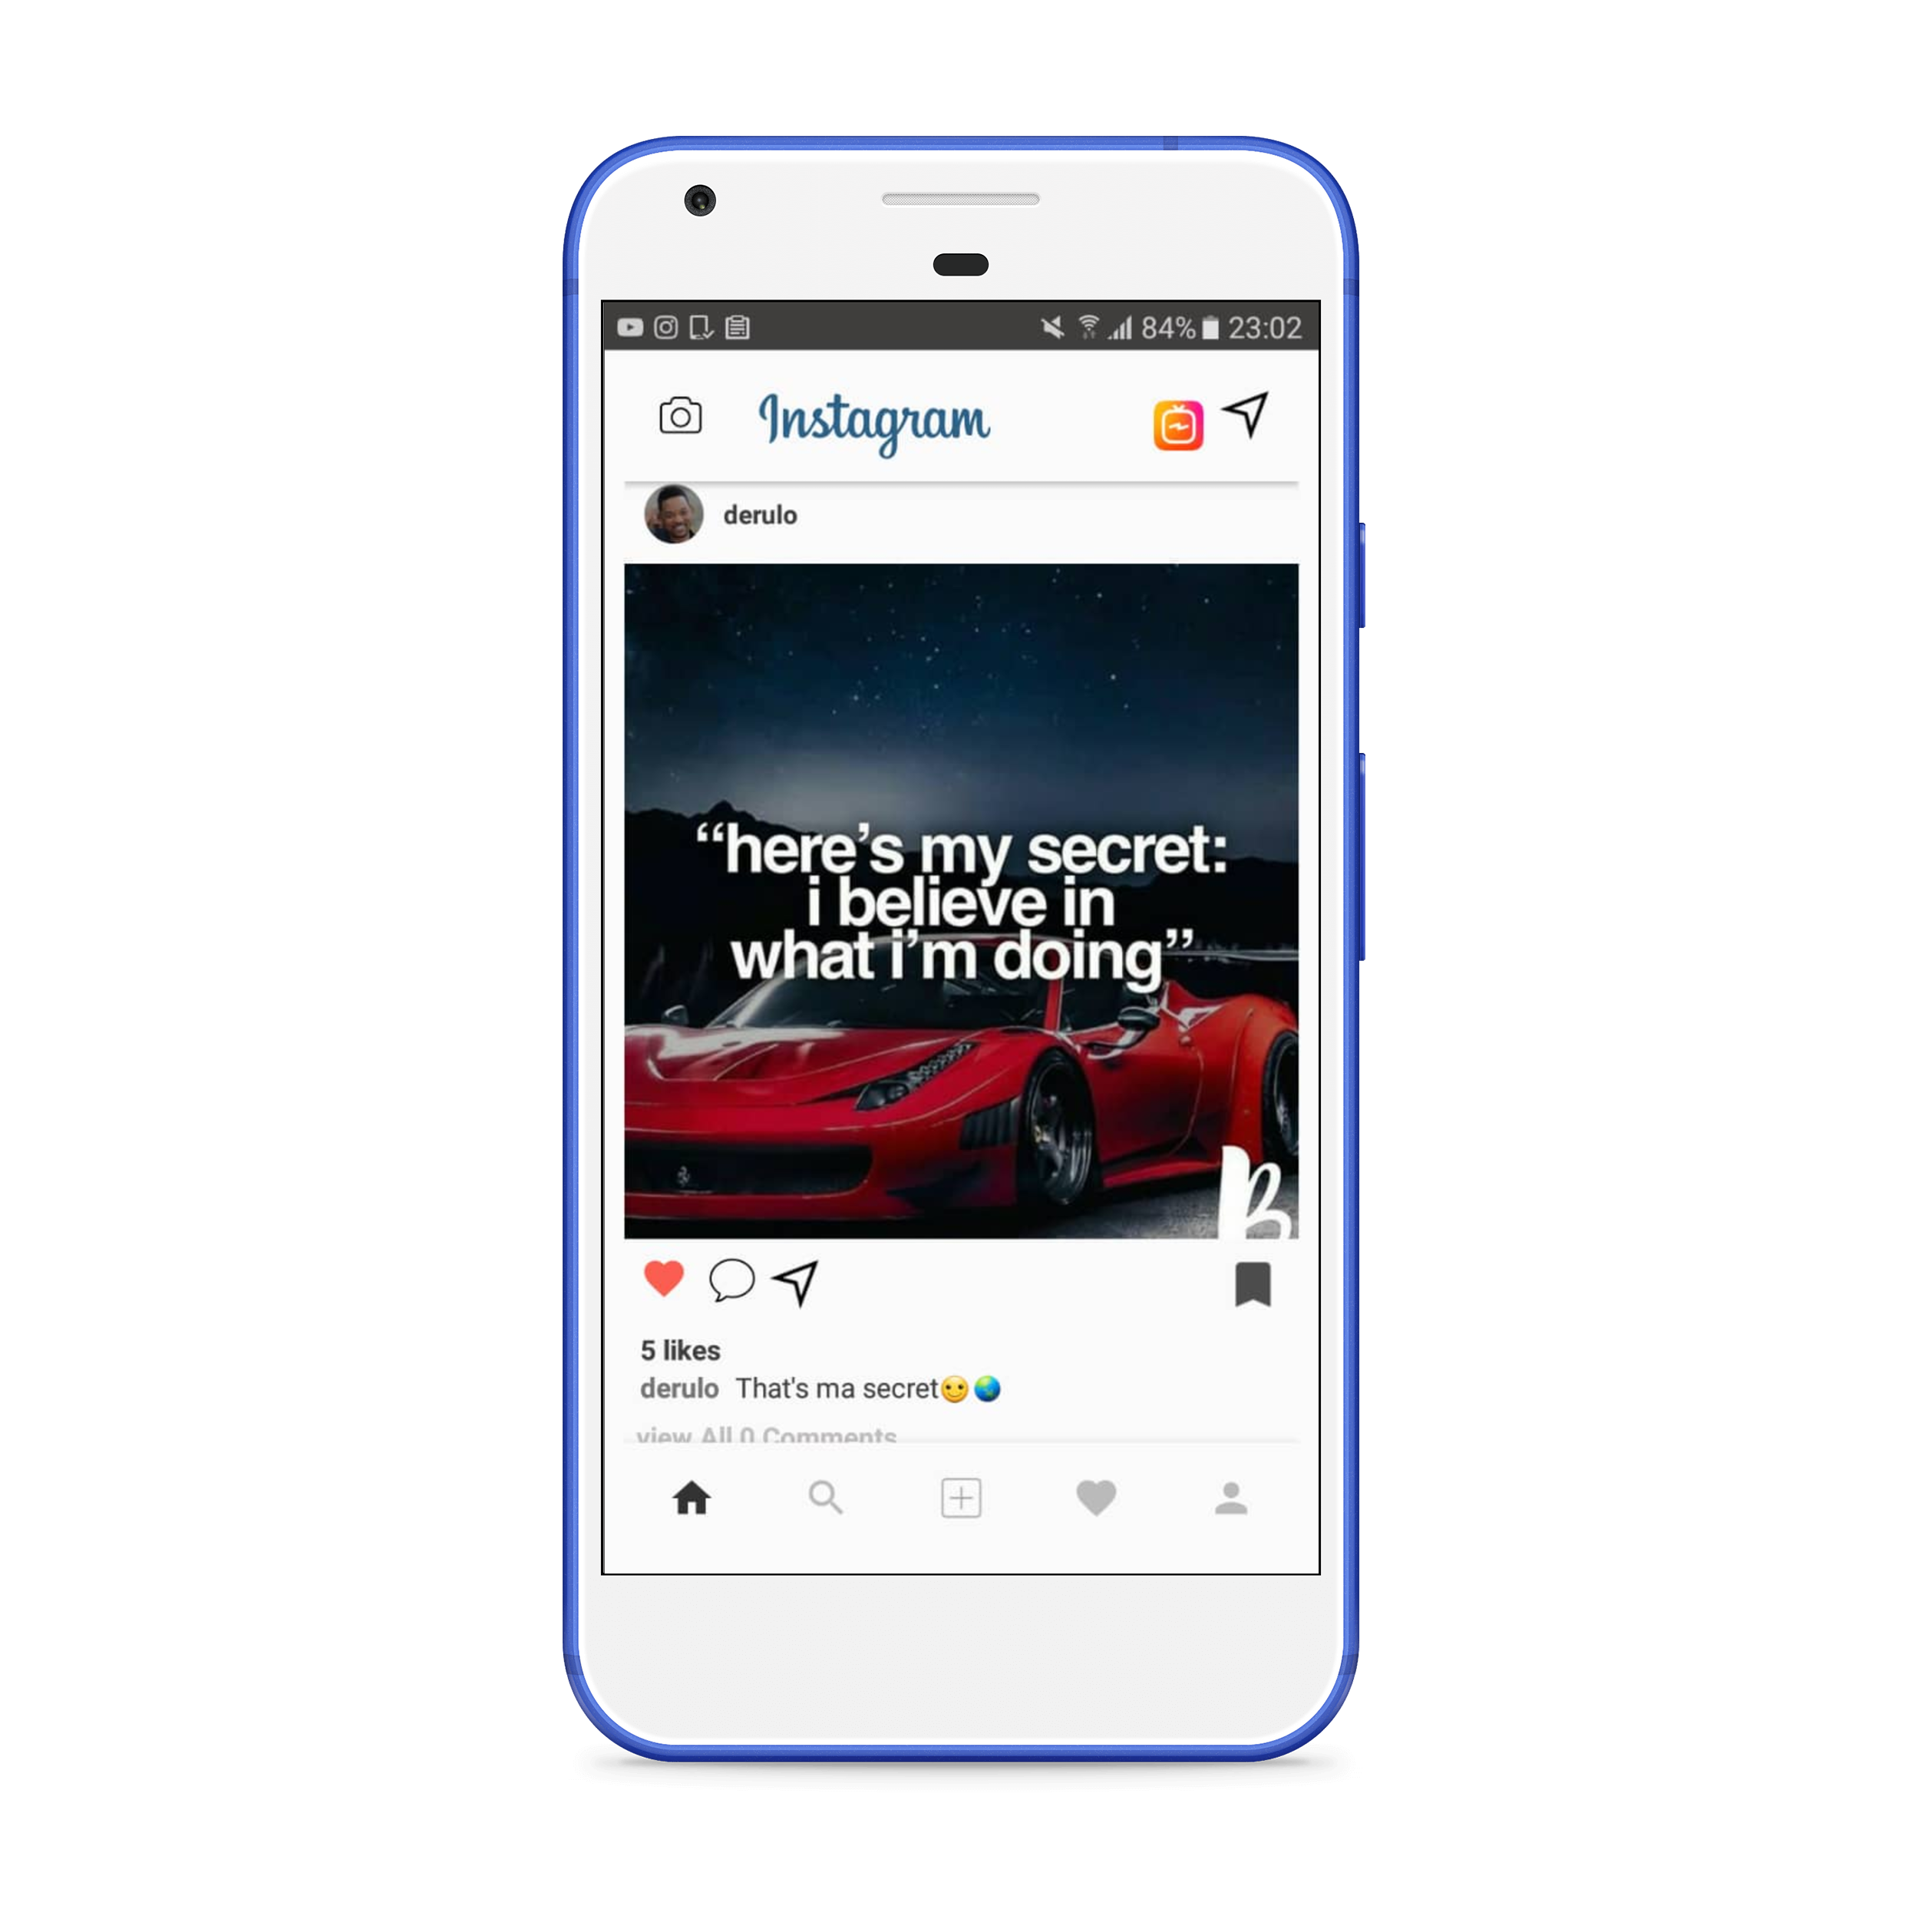 84% 23:02
Instagram
derulo
“here’s my secret:
i believe in
what i’m doing”
B
5 likes
derulo That's ma secret🙂🌏
view All 0 Comments